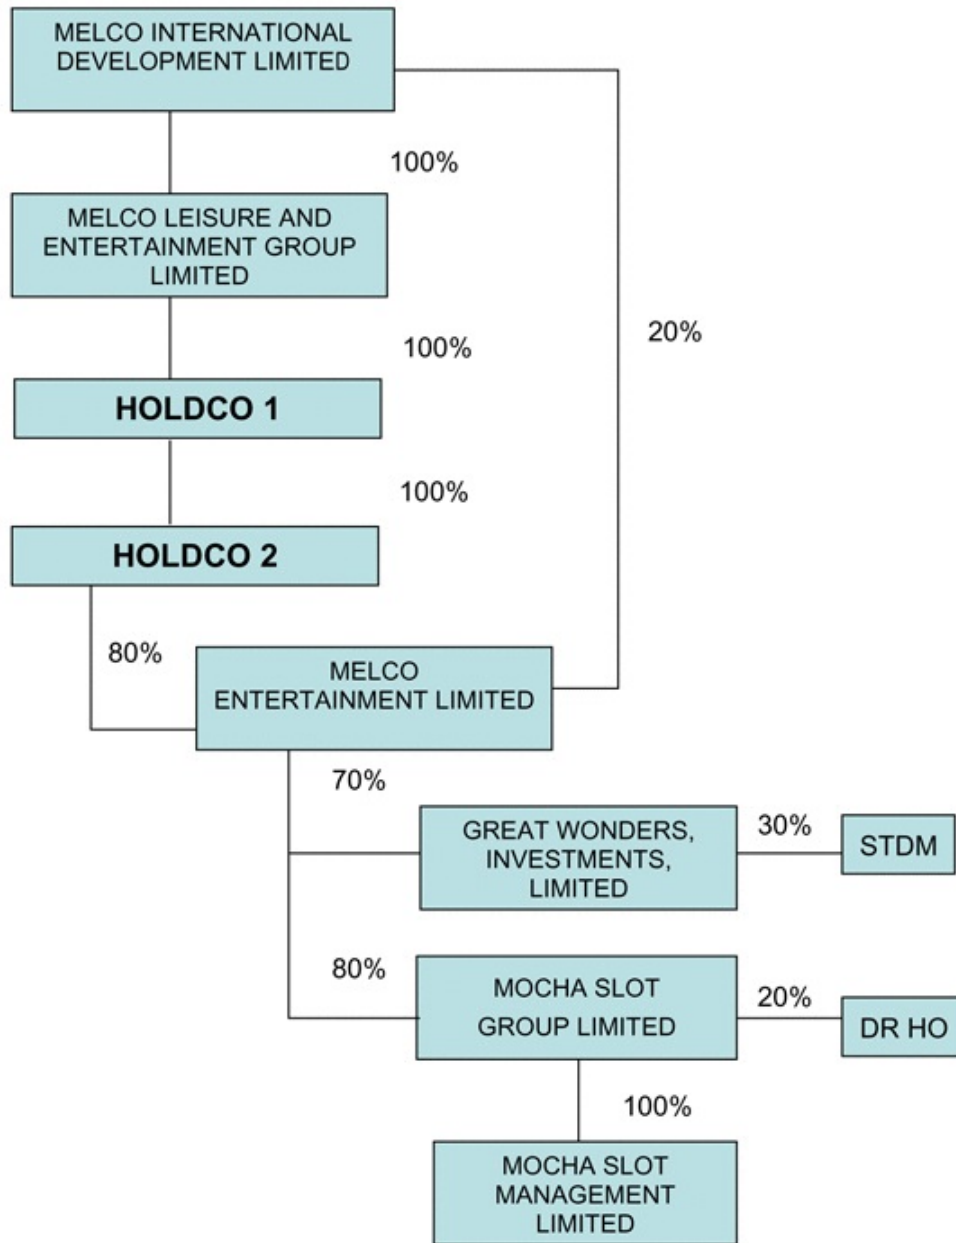 MELCO INTERNATIONAL
DEVELOPMENT LIMITED
100%
MELCO LEISURE AND
ENTERTAINMENT GROUP
LIMITED
20%
100%
HOLDCO 1
100%
HOLDCO 2
80%
MELCO
ENTERTAINMENT LIMITED
70%
GREAT WONDERS,
INVESTMENTS,
LIMITED
30%
STDM
80%
MOCHA SLOT
GROUP LIMITED
20%
DR HO
100%
MOCHA SLOT
MANAGEMENT
LIMITED